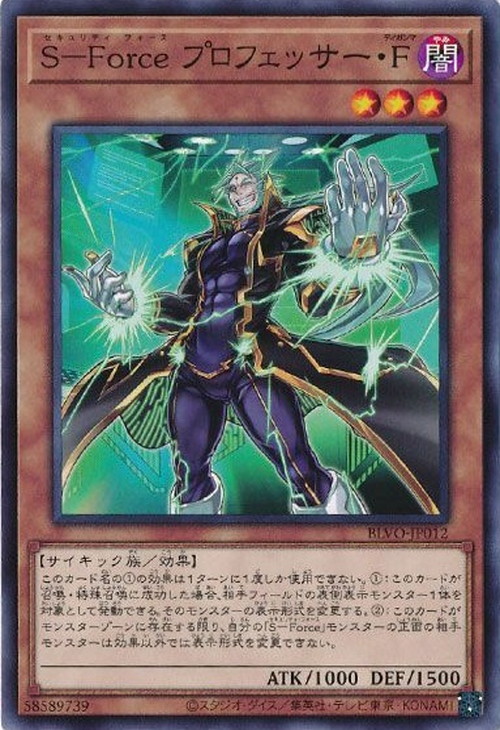 セキュリティ フォース ディガンマ
S－Force プロフェッサー・F
やみ
闇
BLVO-JP012
【サイキック族／効果】
このカード名の①の効果は1ターンに1度しか使用できない。①：このカードが
召喚・特殊召喚に成功した場合、相手フィールドの表側表示モンスター1体を
対象として発動できる。そのモンスターの表示形式を変更する。②：このカードが
モンスターゾーンに存在する限り、自分の「S－Force」モンスターの正面の相手
モンスターは効果以外では表示形式を変更できない。
ATK/1000 DEF/1500
58589739
©スタジオ・ダイス／集英社・テレビ東京・KONAMI